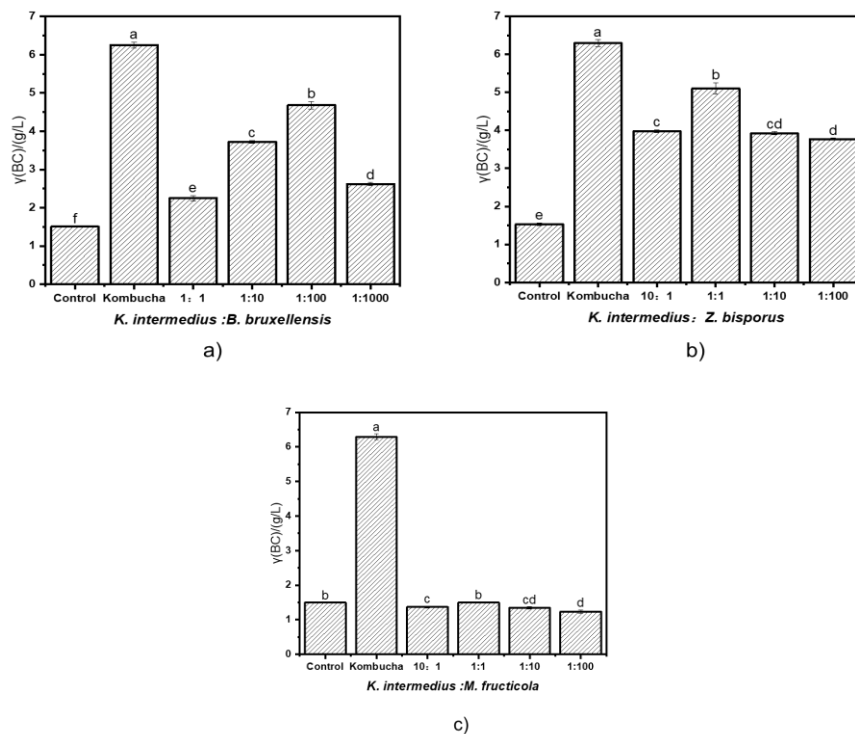 γ(BC)/(g/L)
7
6
5
4
3
2
1
0
f
a
e
c
b
d
Control Kombucha 1：1 1:10 1:100 1:1000
K. intermedius :B. bruxellensis
a)
γ(BC)/(g/L)
7
6
5
4
3
2
1
0
e
a
c
b
cd
d
Control Kombucha 10：1 1:1 1:10 1:100
K. intermedius：Z. bisporus
b)
γ(BC)/(g/L)
7
6
5
4
3
2
1
0
b
a
c
b
cd
d
Control Kombucha 10：1 1:1 1:10 1:100
K. intermedius :M. fructicola
c)